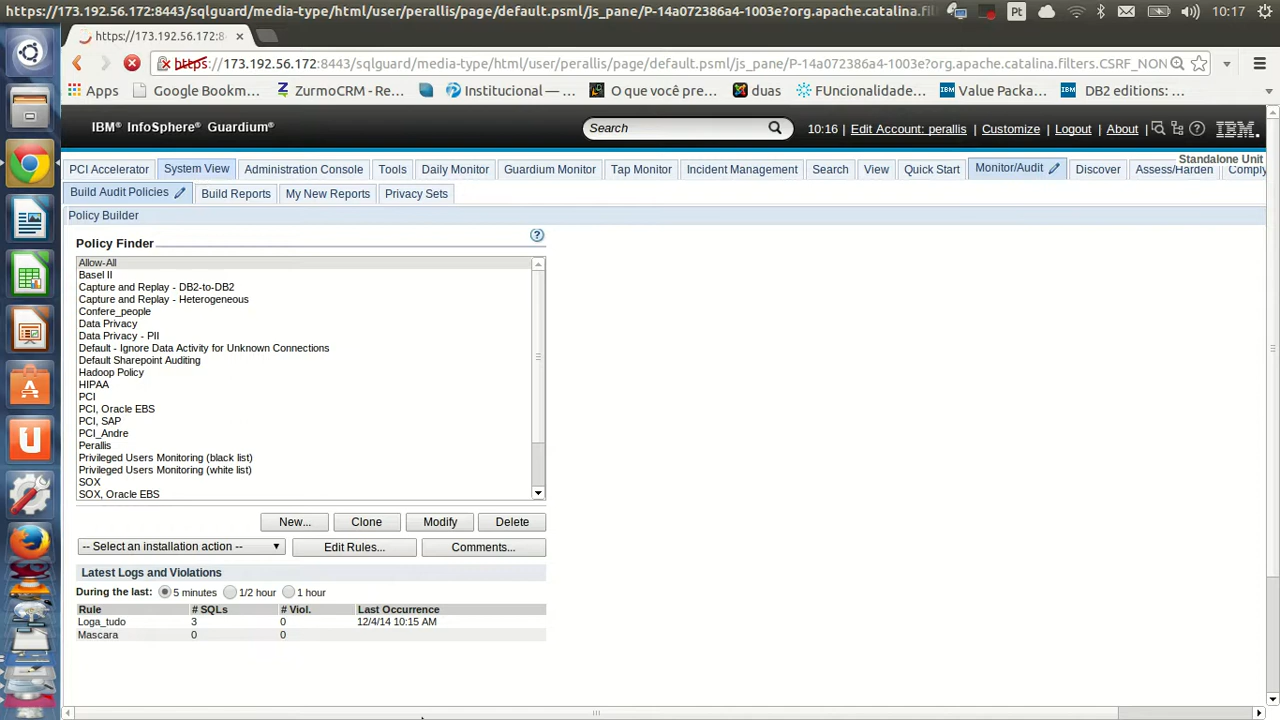 https://173.192.56.172:8443/sqlguard/media-type/html/user/perallis/page/default.psml/js_pane/P-14a072386a4-1003e?org.apache.catalina.fil
Pt
10:17
https://173.192.56.172:8
https://173.192.56.172:8443/sqlguard/media-type/html/user/perallis/page/default.psml/js_pane/P-14a072386a4-1003e?org.apache.catalina.filters.CSRF_NON
Apps
Google Bookm...
ZurmoCRM - Re...
Institucional — ...
O que você pre...
duas
FUncionalidade...
IBM Value Packa...
IBM DB2 editions: ...
IBM® InfoSphere® Guardium®
Search
10:16
Edit Account: perallis
Customize
Logout
About
IBM.
Standalone Unit
PCI Accelerator
System View
Administration Console
Tools
Daily Monitor
Guardium Monitor
Tap Monitor
Incident Management
Search
View
Quick Start
Monitor/Audit
Discover
Assess/Harden
Comply
Build Audit Policies
Build Reports
My New Reports
Privacy Sets
Policy Builder
Policy Finder
?
Allow-All
Basel II
Capture and Replay - DB2-to-DB2
Capture and Replay - Heterogeneous
Confere_people
Data Privacy
Data Privacy - PII
Default - Ignore Data Activity for Unknown Connections
Default Sharepoint Auditing
Hadoop Policy
HIPAA
PCI
PCI, Oracle EBS
PCI, SAP
PCI_Andre
Perallis
Privileged Users Monitoring (black list)
Privileged Users Monitoring (white list)
SOX
SOX, Oracle EBS
New...
Clone
Modify
Delete
-- Select an installation action --
Edit Rules...
Comments...
Latest Logs and Violations
During the last: 5 minutes 1/2 hour 1 hour
Rule # SQLs # Viol. Last Occurrence
Loga_tudo 3 0 12/4/14 10:15 AM
Mascara 0 0